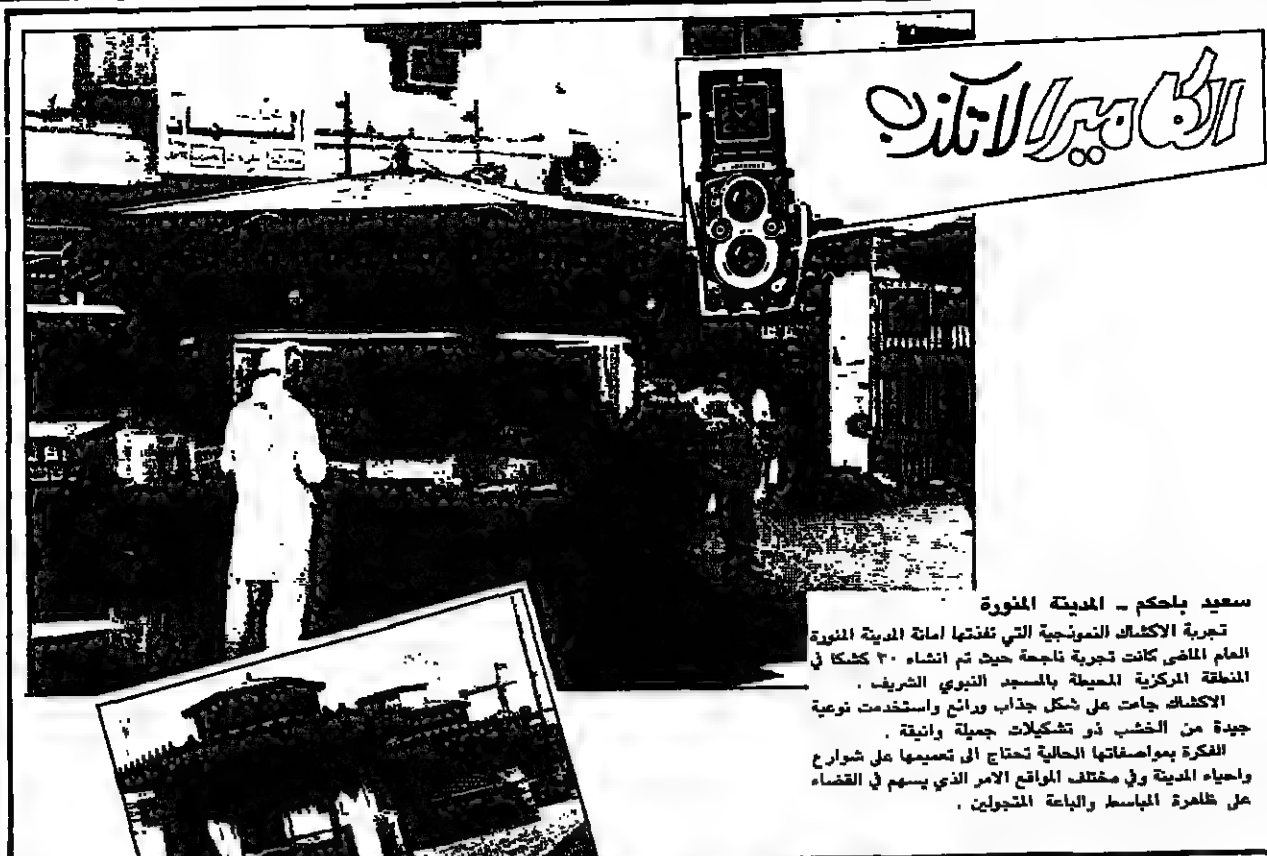 الكاميرا لا تكذب
سعيد باحكم ـ المدينة المنورة
تجربة الاكشاك النموذجية التي نفذتها امانة المدينة المنورة
العام الماضى كانت تجربة ناجحة حيث تم انشاء ٣٠ كشكا في
المنطقة المركزية المحيطة بالمسجد النبوي الشريف .
الاكشاك جاءت على شكل جذاب ورائع واستخدمت نوعية
جيدة من الخشب ذو تشكيلات جميلة وانيقة .
الفكرة بمواصفاتها الحالية تحتاج الى تعميمها على شوارع
واحياء المدينة وفي مختلف المواقع الامر الذي يسهم في القضاء
على ظاهرة المباسط والباعة المتجولين .